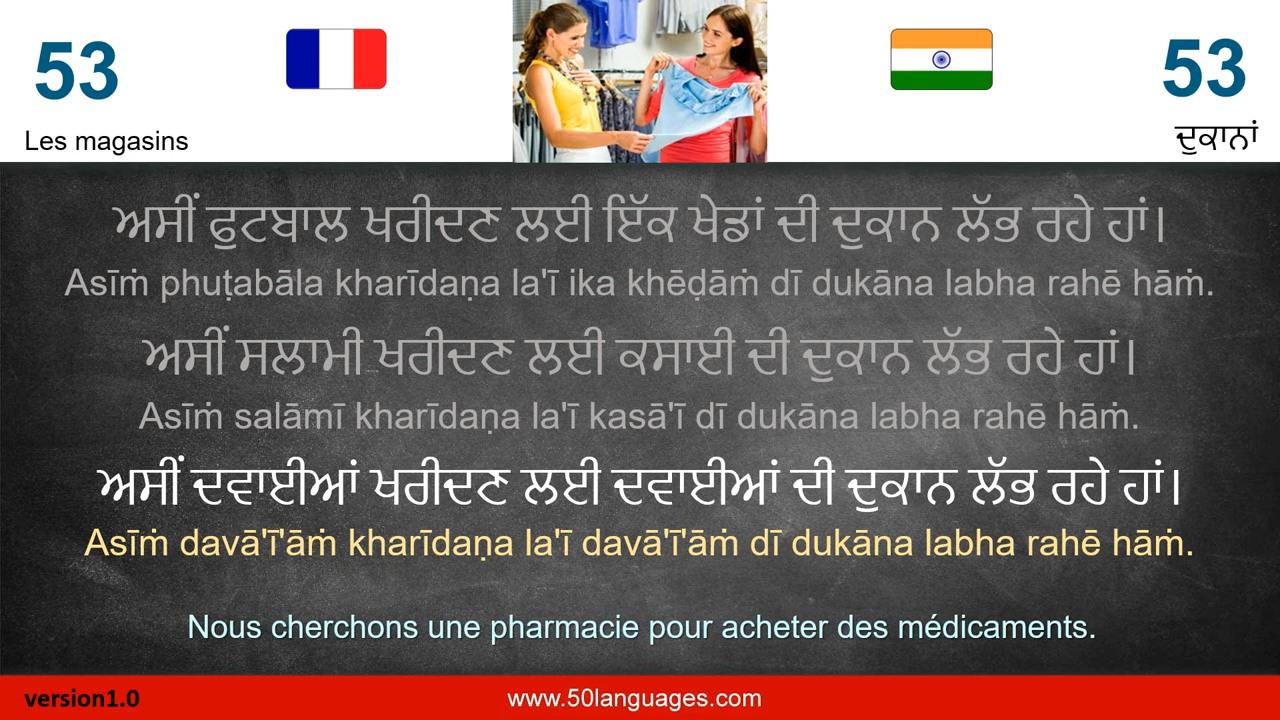 53
53
Les magasins
ਦੁਕਾਨਾਂ
ਅਸੀਂ ਫੁਟਬਾਲ ਖਰੀਦਣ ਲਈ ਇੱਕ ਖੇਡਾਂ ਦੀ ਦੁਕਾਨ ਲੱਭ ਰਹੇ ਹਾਂ।
Asīṁ phuṭabāla kharīdaṇa la'ī ika khēḍāṁ dī dukāna labha rahē hāṁ.
ਅਸੀਂ ਸਲਾਮੀ ਖਰੀਦਣ ਲਈ ਕਸਾਈ ਦੀ ਦੁਕਾਨ ਲੱਭ ਰਹੇ ਹਾਂ।
Asīṁ salāmī kharīdaṇa la'ī kasā'ī dī dukāna labha rahē hāṁ.
ਅਸੀਂ ਦਵਾਈਆਂ ਖਰੀਦਣ ਲਈ ਦਵਾਈਆਂ ਦੀ ਦੁਕਾਨ ਲੱਭ ਰਹੇ ਹਾਂ।
Asīṁ davā'ī'āṁ kharīdaṇa la'ī davā'ī'āṁ dī dukāna labha rahē hāṁ.
Nous cherchons une pharmacie pour acheter des médicaments.
version1.0
www.50languages.com